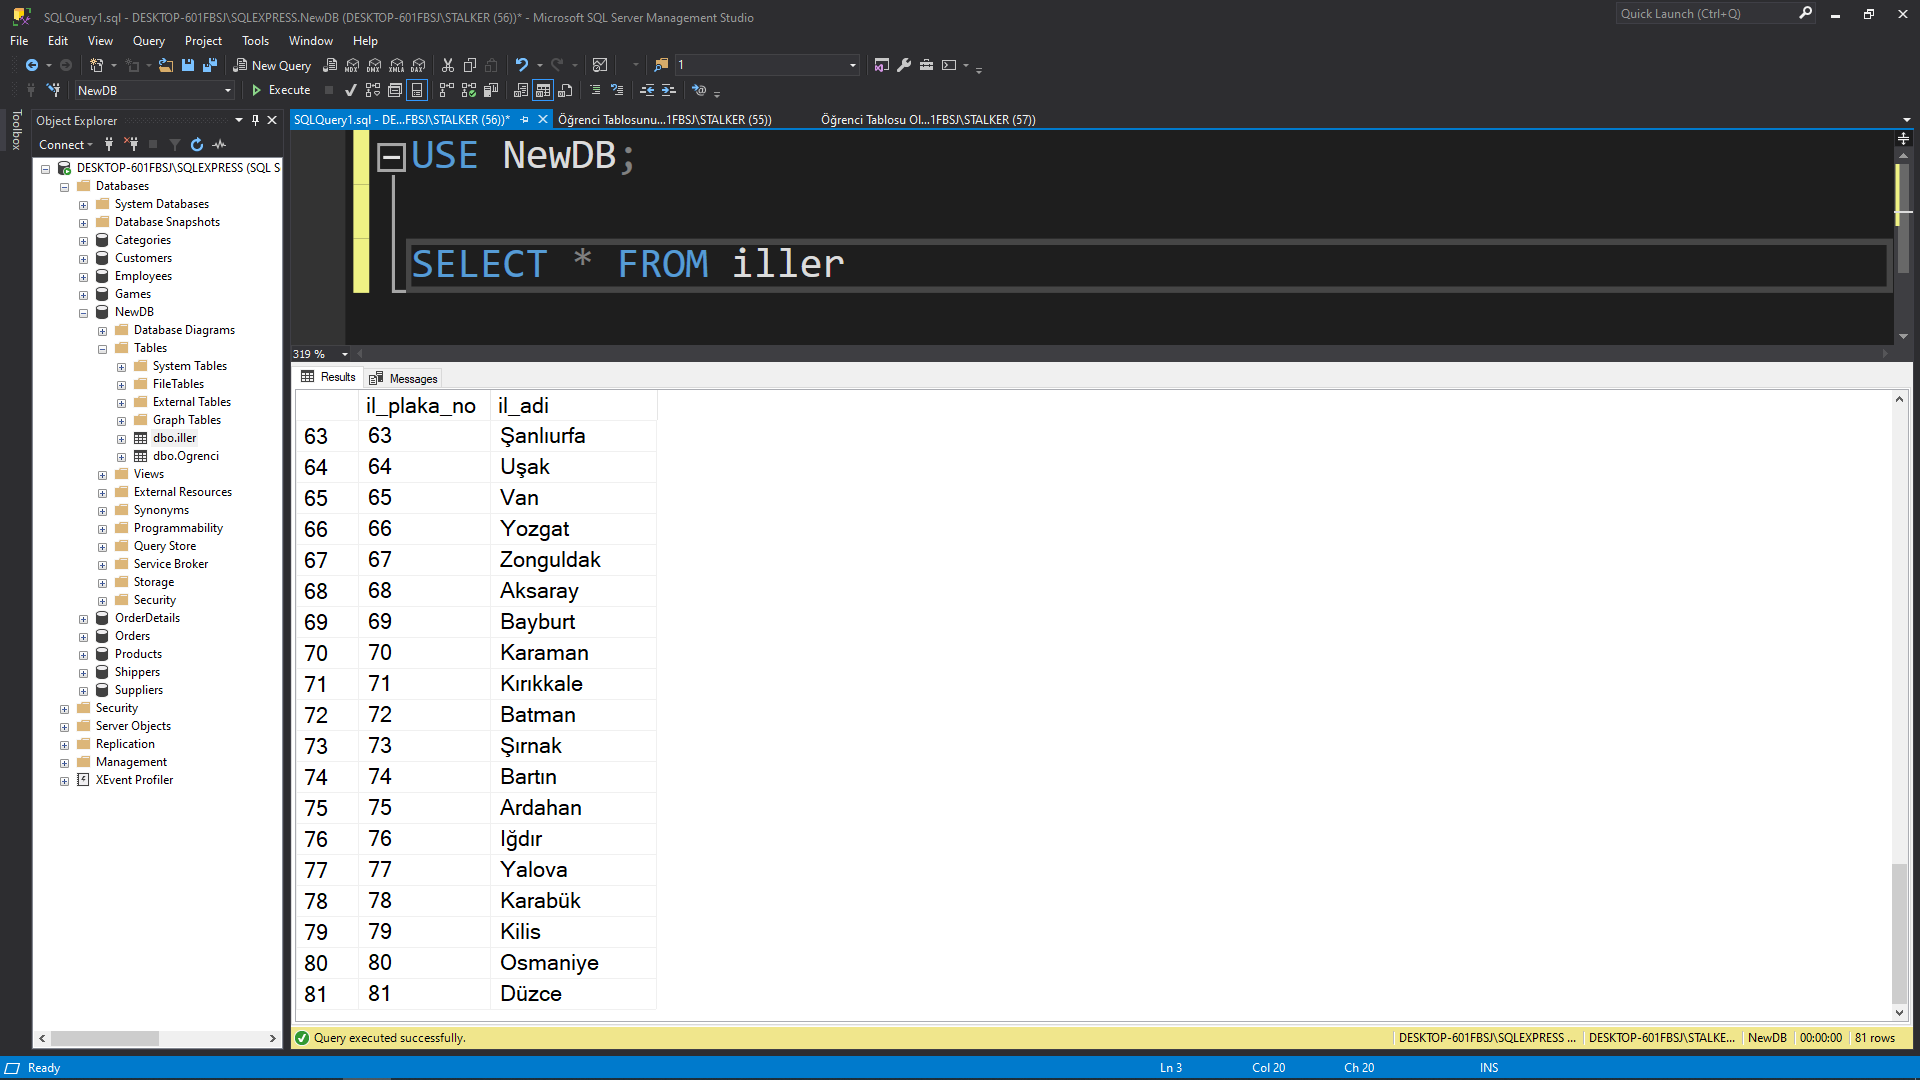 SQLQuery1.sql - DESKTOP-601FBSJ\SQLEXPRESS.NewDB (DESKTOP-601FBSJ\STALKER (56))* - Microsoft SQL Server Management Studio
Quick Launch (Ctrl+Q)
File Edit View Query Project Tools Window Help
New Query MDX DMX XMLA DAX 1
NewDB Execute
Toolbox
Object Explorer
Connect
DESKTOP-601FBSJ\SQLEXPRESS (SQL S
Databases
System Databases
Database Snapshots
Categories
Customers
Employees
Games
NewDB
Database Diagrams
Tables
System Tables
FileTables
External Tables
Graph Tables
dbo.iller
dbo.Ogrenci
Views
External Resources
Synonyms
Programmability
Query Store
Service Broker
Storage
Security
OrderDetails
Orders
Products
Shippers
Suppliers
Security
Server Objects
Replication
Management
XEvent Profiler
SQLQuery1.sql - DE...FBSJ\STALKER (56))* Öğrenci Tablosunu...1FBSJ\STALKER (55)) Öğrenci Tablosu Ol...1FBSJ\STALKER (57))
USE NewDB;
SELECT * FROM iller
319 %
Results Messages
il_plaka_no il_adi
63 63 Şanlıurfa
64 64 Uşak
65 65 Van
66 66 Yozgat
67 67 Zonguldak
68 68 Aksaray
69 69 Bayburt
70 70 Karaman
71 71 Kırıkkale
72 72 Batman
73 73 Şırnak
74 74 Bartın
75 75 Ardahan
76 76 Iğdır
77 77 Yalova
78 78 Karabük
79 79 Kilis
80 80 Osmaniye
81 81 Düzce
Query executed successfully. DESKTOP-601FBSJ\SQLEXPRESS ... DESKTOP-601FBSJ\STALKE... NewDB 00:00:00 81 rows
Ready Ln 3 Col 20 Ch 20 INS